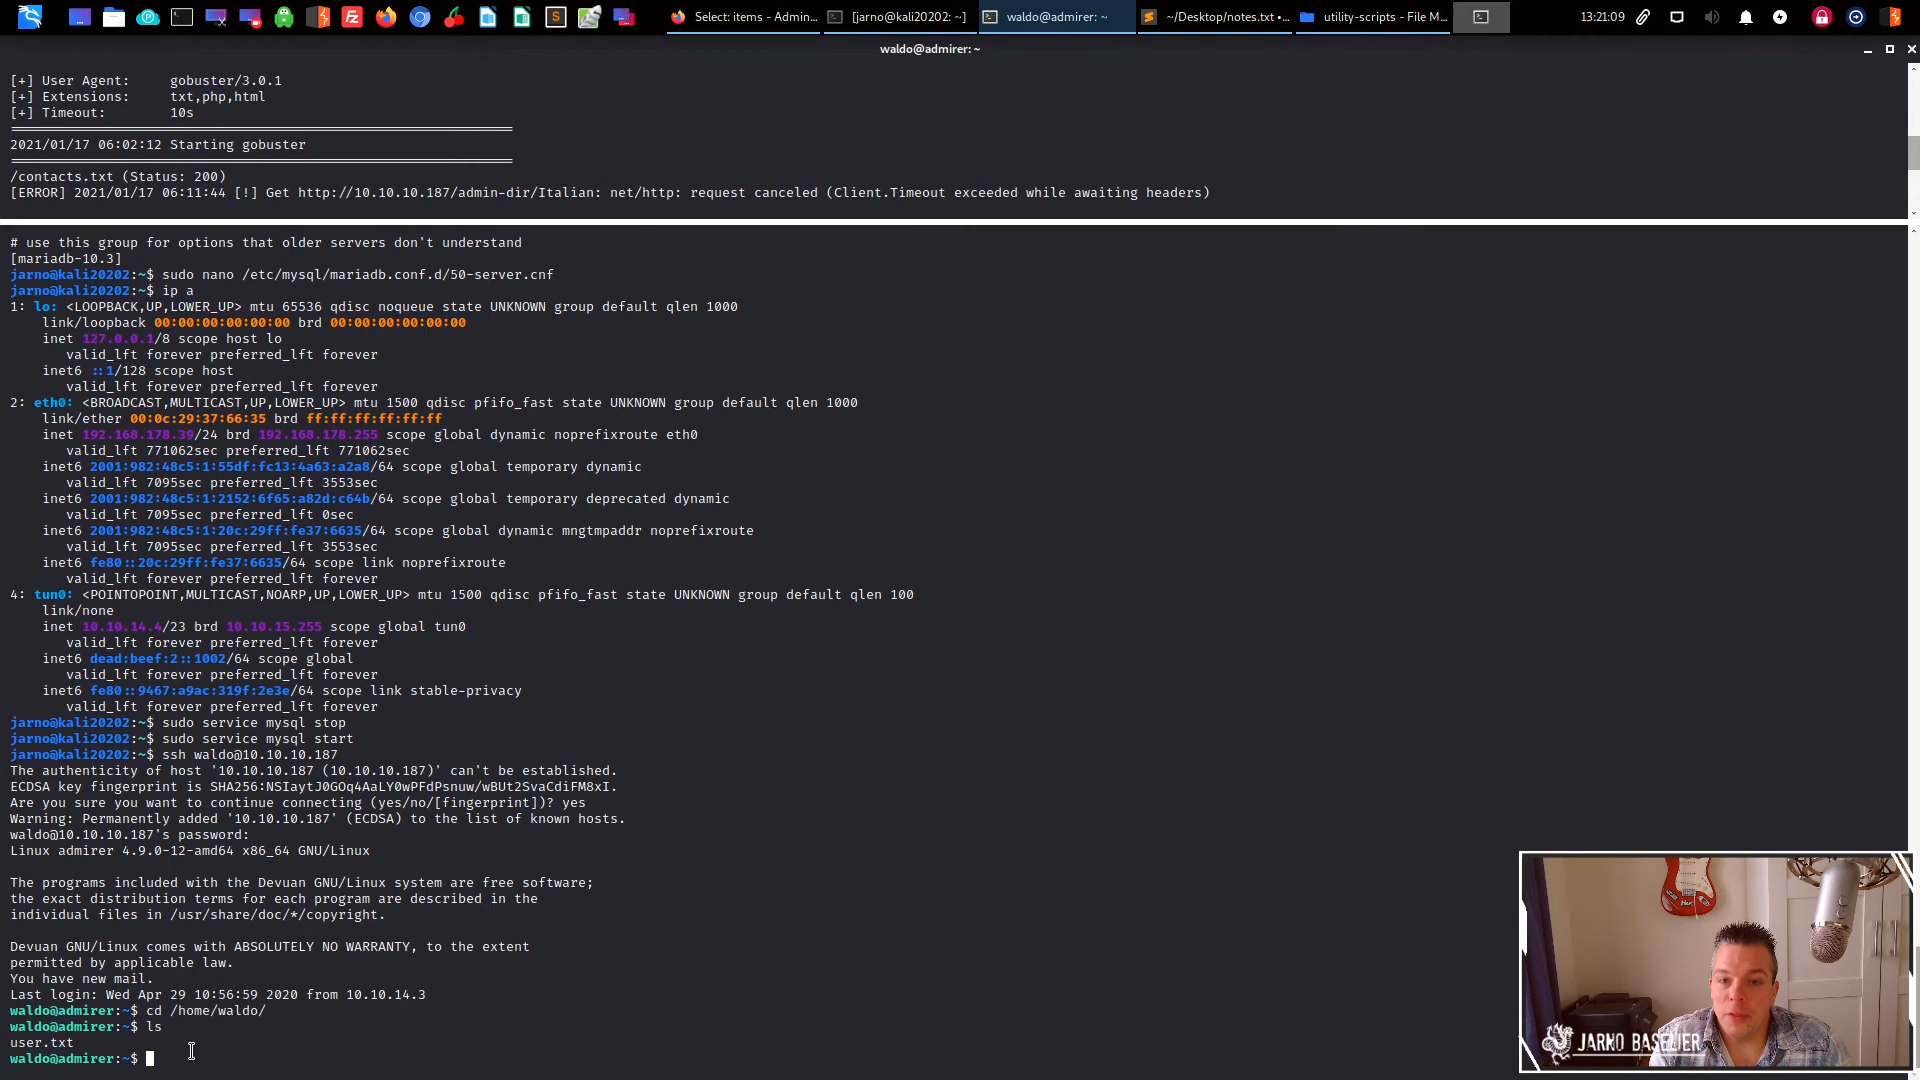 Select: items - Admin...
[jarno@kali20202: ~]
waldo@admirer: ~
~/Desktop/notes.txt •...
utility-scripts - File M...
13:21:09
waldo@admirer: ~
[+] User Agent:     gobuster/3.0.1
[+] Extensions:     txt,php,html
[+] Timeout:        10s
===============================================================
2021/01/17 06:02:12 Starting gobuster
===============================================================
/contacts.txt (Status: 200)
[ERROR] 2021/01/17 06:11:44 [!] Get http://10.10.10.187/admin-dir/Italian: net/http: request canceled (Client.Timeout exceeded while awaiting headers)
# use this group for options that older servers don't understand
[mariadb-10.3]
jarno@kali20202:~$ sudo nano /etc/mysql/mariadb.conf.d/50-server.cnf
jarno@kali20202:~$ ip a
1: lo: <LOOPBACK,UP,LOWER_UP> mtu 65536 qdisc noqueue state UNKNOWN group default qlen 1000
    link/loopback 00:00:00:00:00:00 brd 00:00:00:00:00:00
    inet 127.0.0.1/8 scope host lo
       valid_lft forever preferred_lft forever
    inet6 ::1/128 scope host
       valid_lft forever preferred_lft forever
2: eth0: <BROADCAST,MULTICAST,UP,LOWER_UP> mtu 1500 qdisc pfifo_fast state UNKNOWN group default qlen 1000
    link/ether 00:0c:29:37:66:35 brd ff:ff:ff:ff:ff:ff
    inet 192.168.178.39/24 brd 192.168.178.255 scope global dynamic noprefixroute eth0
       valid_lft 771062sec preferred_lft 771062sec
    inet6 2001:982:48c5:1:55df:fc13:4a63:a2a8/64 scope global temporary dynamic
       valid_lft 7095sec preferred_lft 3553sec
    inet6 2001:982:48c5:1:2152:6f65:a82d:c64b/64 scope global temporary deprecated dynamic
       valid_lft 7095sec preferred_lft 0sec
    inet6 2001:982:48c5:1:20c:29ff:fe37:6635/64 scope global dynamic mngtmpaddr noprefixroute
       valid_lft 7095sec preferred_lft 3553sec
    inet6 fe80::20c:29ff:fe37:6635/64 scope link noprefixroute
       valid_lft forever preferred_lft forever
4: tun0: <POINTOPOINT,MULTICAST,NOARP,UP,LOWER_UP> mtu 1500 qdisc pfifo_fast state UNKNOWN group default qlen 100
    link/none
    inet 10.10.14.4/23 brd 10.10.15.255 scope global tun0
       valid_lft forever preferred_lft forever
    inet6 dead:beef:2::1002/64 scope global
       valid_lft forever preferred_lft forever
    inet6 fe80::9467:a9ac:319f:2e3e/64 scope link stable-privacy
       valid_lft forever preferred_lft forever
jarno@kali20202:~$ sudo service mysql stop
jarno@kali20202:~$ sudo service mysql start
jarno@kali20202:~$ ssh waldo@10.10.10.187
The authenticity of host '10.10.10.187 (10.10.10.187)' can't be established.
ECDSA key fingerprint is SHA256:NSIaytJ0GOq4AaLY0wPFdPsnuw/wBUt2SvaCdiFM8xI.
Are you sure you want to continue connecting (yes/no/[fingerprint])? yes
Warning: Permanently added '10.10.10.187' (ECDSA) to the list of known hosts.
waldo@10.10.10.187's password:
Linux admirer 4.9.0-12-amd64 x86_64 GNU/Linux
The programs included with the Devuan GNU/Linux system are free software;
the exact distribution terms for each program are described in the
individual files in /usr/share/doc/*/copyright.
Devuan GNU/Linux comes with ABSOLUTELY NO WARRANTY, to the extent
permitted by applicable law.
You have new mail.
Last login: Wed Apr 29 10:56:59 2020 from 10.10.14.3
waldo@admirer:~$ cd /home/waldo/
waldo@admirer:~$ ls
user.txt
waldo@admirer:~$
JARNO BASELIER